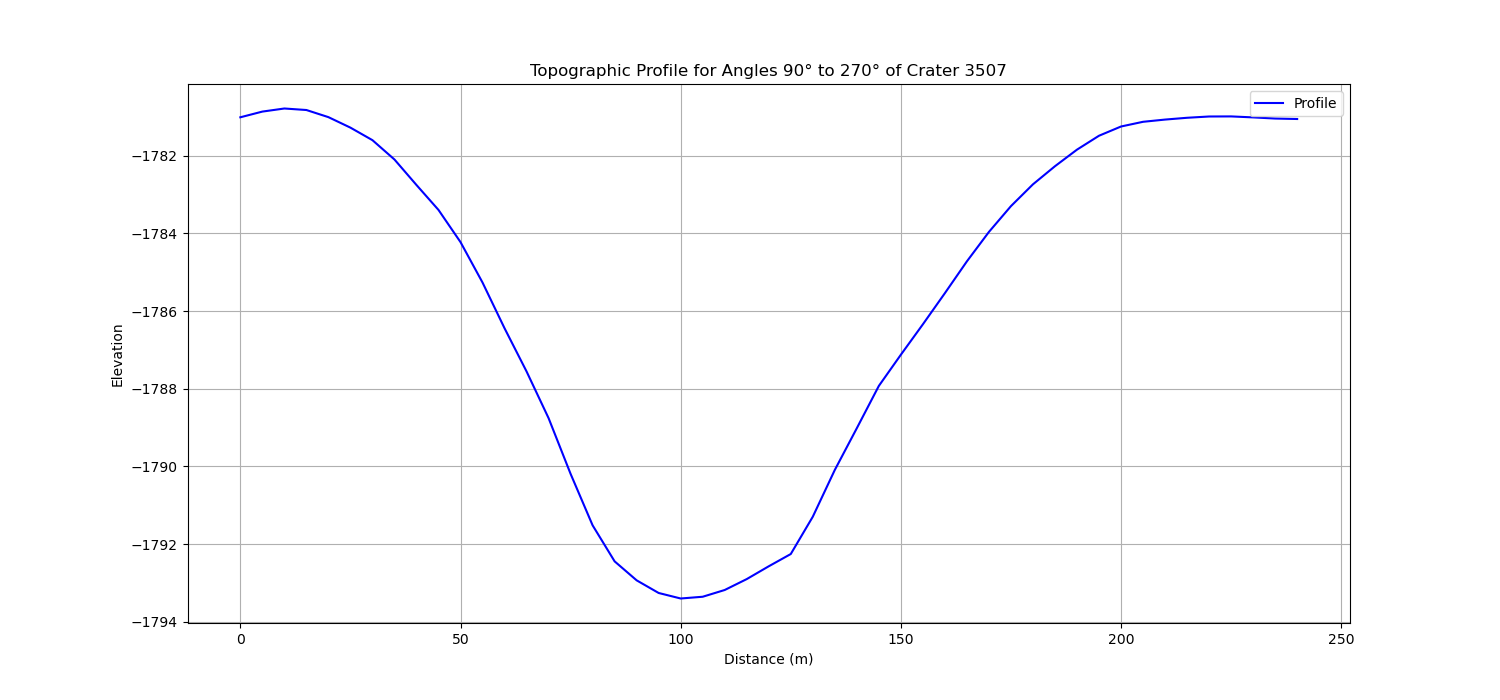 Topographic Profile for Angles 90° to 270° of Crater 3507
Profile
−1782
−1784
−1786
−1788
−1790
−1792
−1794
Elevation
0 50 100 150 200 250
Distance (m)